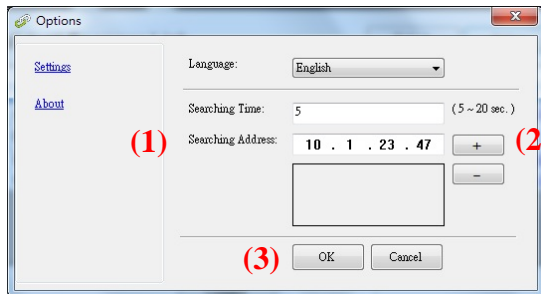 Options
Settings
About
Language: English
Searching Time: 5 (5 ~ 20 sec.)
(1) Searching Address: 10 . 1 . 23 . 47 + (2
−
(3) OK Cancel